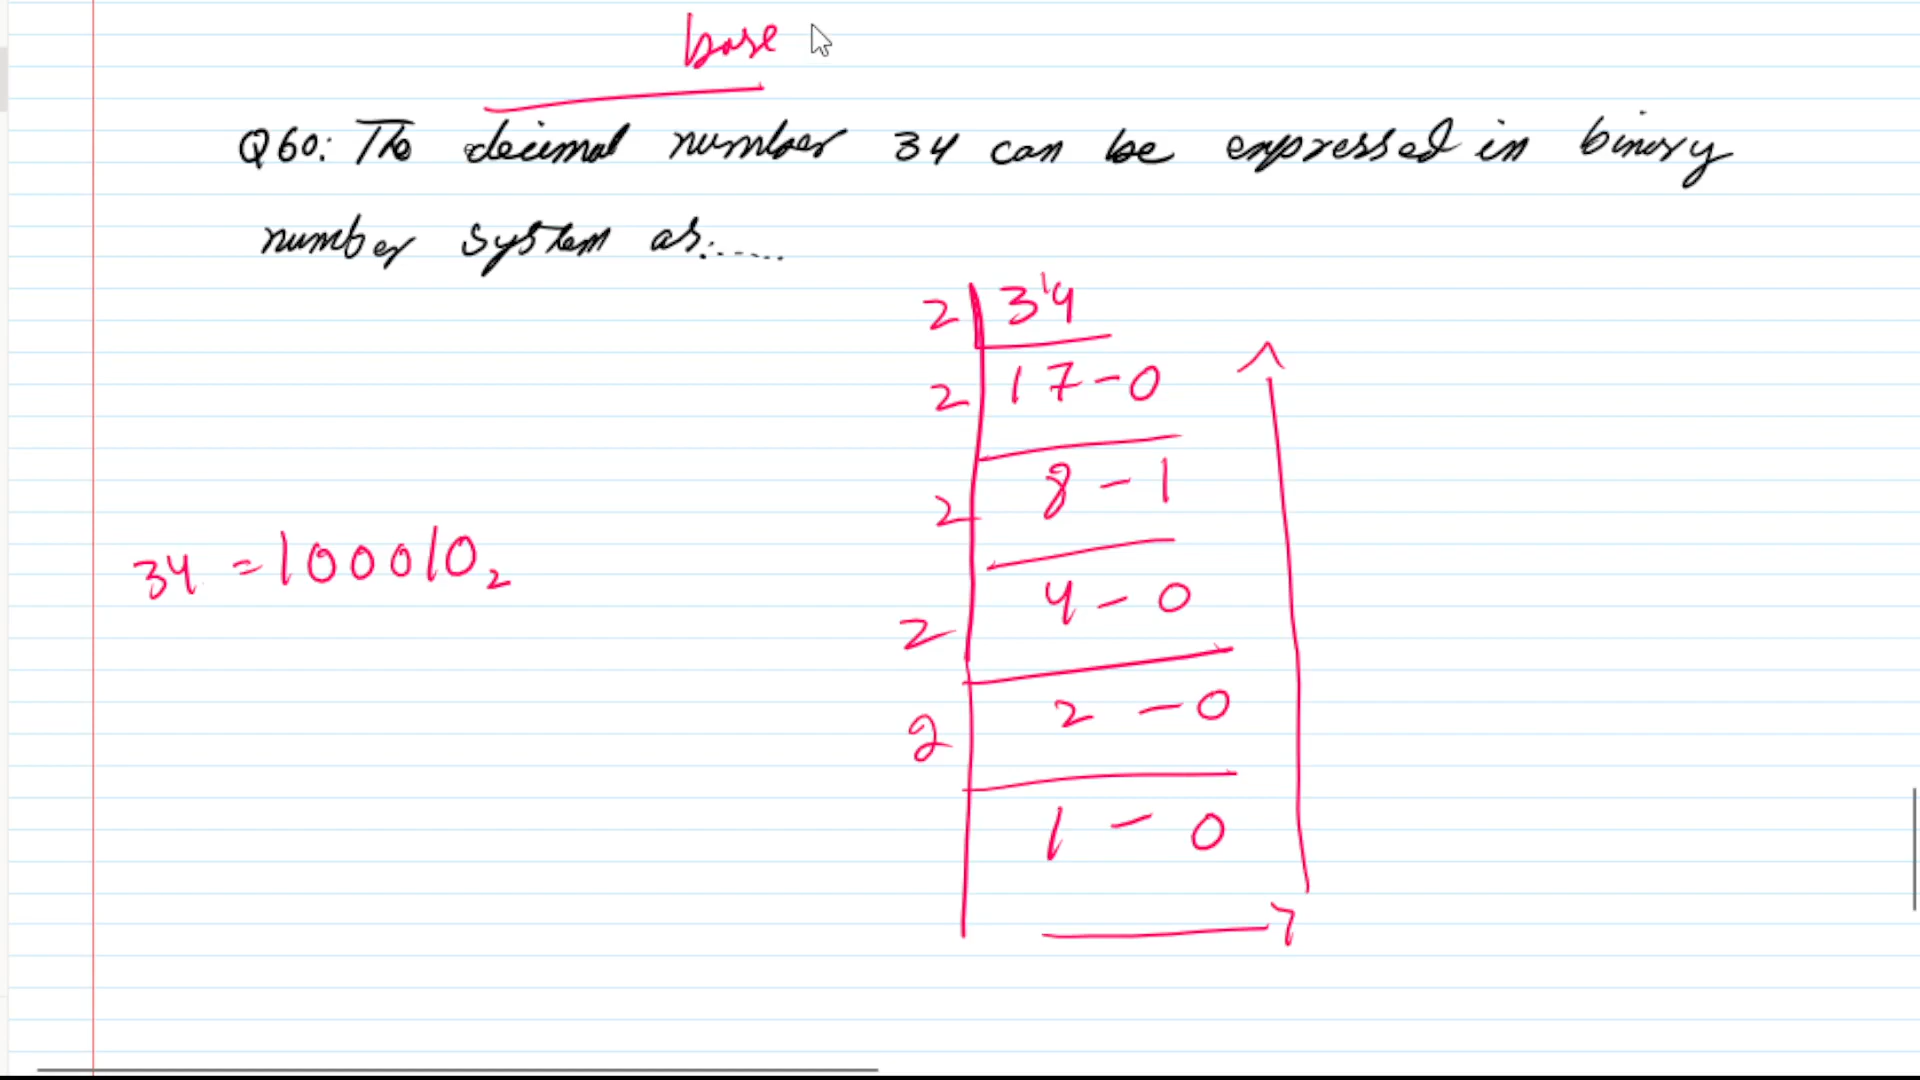 base
Q60: The decimal number 34 can be expressed in binary
number system as:.....
2 | 34
2 | 17 - 0
2 | 8 - 1
2 | 4 - 0
2 | 2 - 0
1 - 0
34 = 100010₂